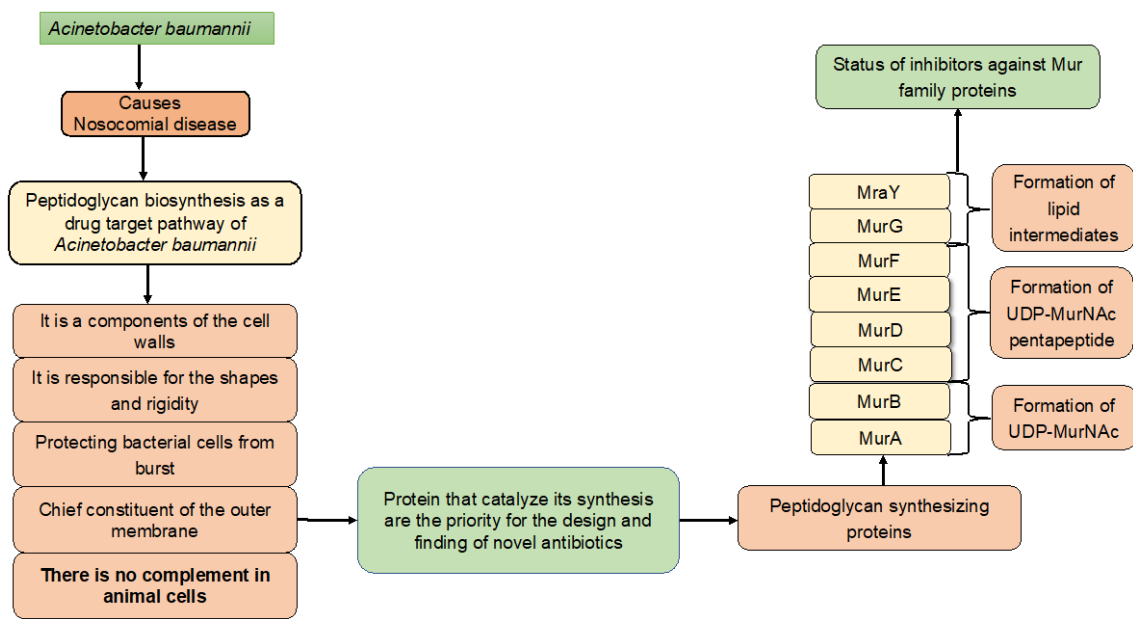 Acinetobacter baumannii
Causes
Nosocomial disease
Peptidoglycan biosynthesis as a
drug target pathway of
Acinetobacter baumannii
It is a components of the cell
walls
It is responsible for the shapes
and rigidity
Protecting bacterial cells from
burst
Chief constituent of the outer
membrane
There is no complement in
animal cells
Protein that catalyze its synthesis
are the priority for the design and
finding of novel antibiotics
Peptidoglycan synthesizing
proteins
Status of inhibitors against Mur
family proteins
MraY
MurG
MurF
MurE
MurD
MurC
MurB
MurA
Formation of
lipid
intermediates
Formation of
UDP-MurNAc
pentapeptide
Formation of
UDP-MurNAc